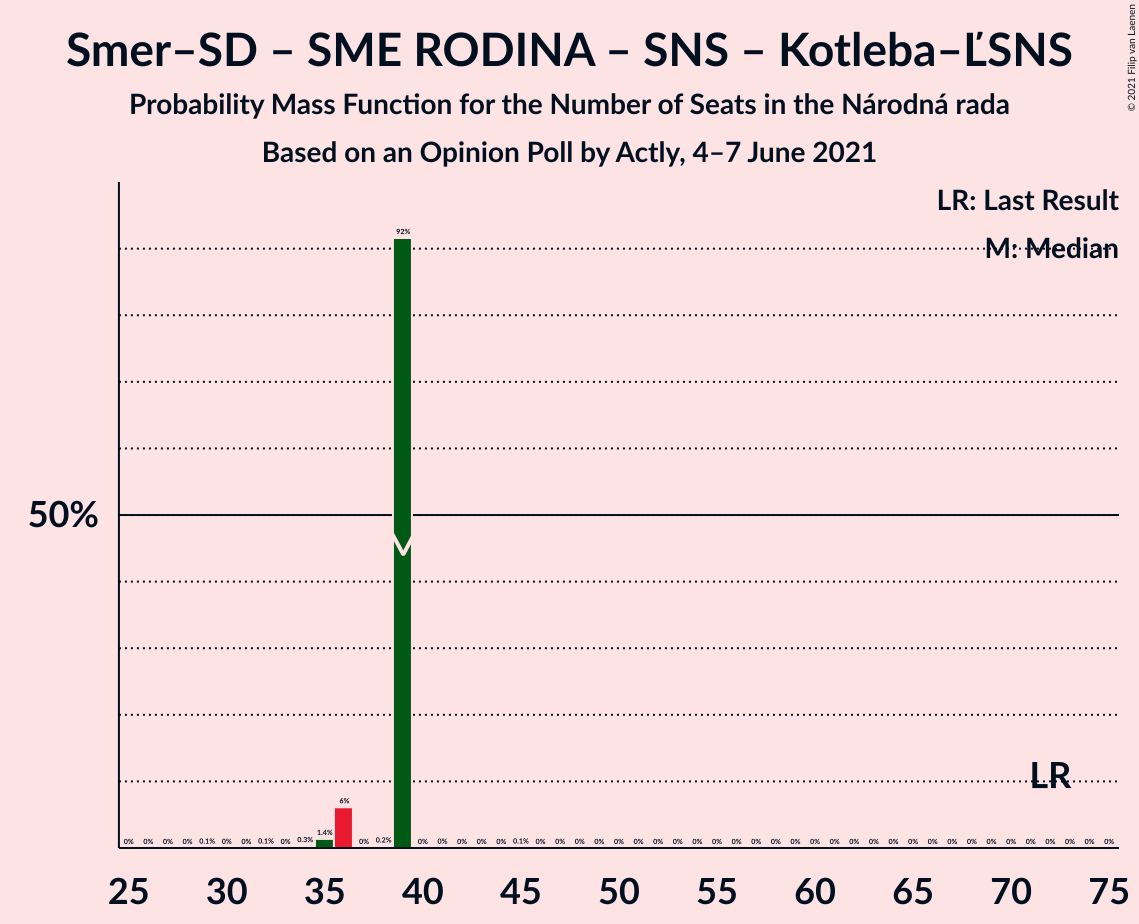 Smer–SD – SME RODINA – SNS – Kotleba–ĽSNS
Probability Mass Function for the Number of Seats in the Národná rada
Based on an Opinion Poll by Actly, 4–7 June 2021
© 2021 Filip van Laenen
LR: Last Result
M: Median
92%
50%
LR
6%
0% 0% 0% 0% 0.1% 0% 0% 0.1% 0% 0.3% 1.4% 0% 0.2% 0% 0% 0% 0% 0% 0.1% 0% 0% 0% 0% 0% 0% 0% 0% 0% 0% 0% 0% 0% 0% 0% 0% 0% 0% 0% 0% 0% 0% 0% 0% 0% 0% 0% 0% 0% 0%
25 30 35 40 45 50 55 60 65 70 75